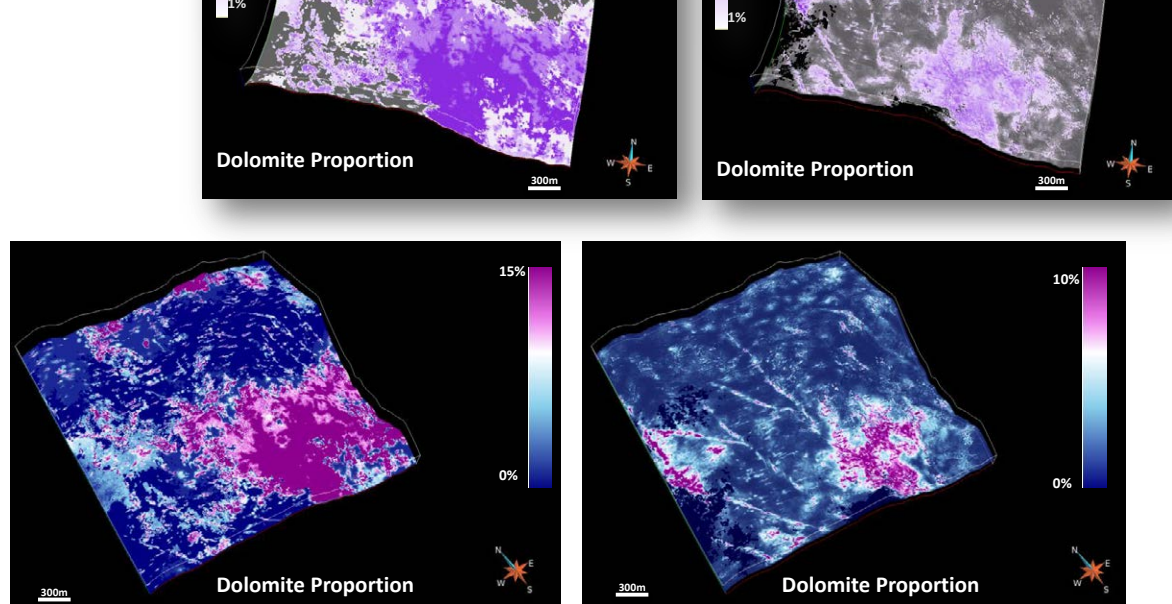 1%
1%
N
W E
S
N
W E
S
Dolomite Proportion
300m
Dolomite Proportion
300m
15%
0%
N
E
W
S
300m
Dolomite Proportion
10%
0%
N
E
W
S
300m
Dolomite Proportion